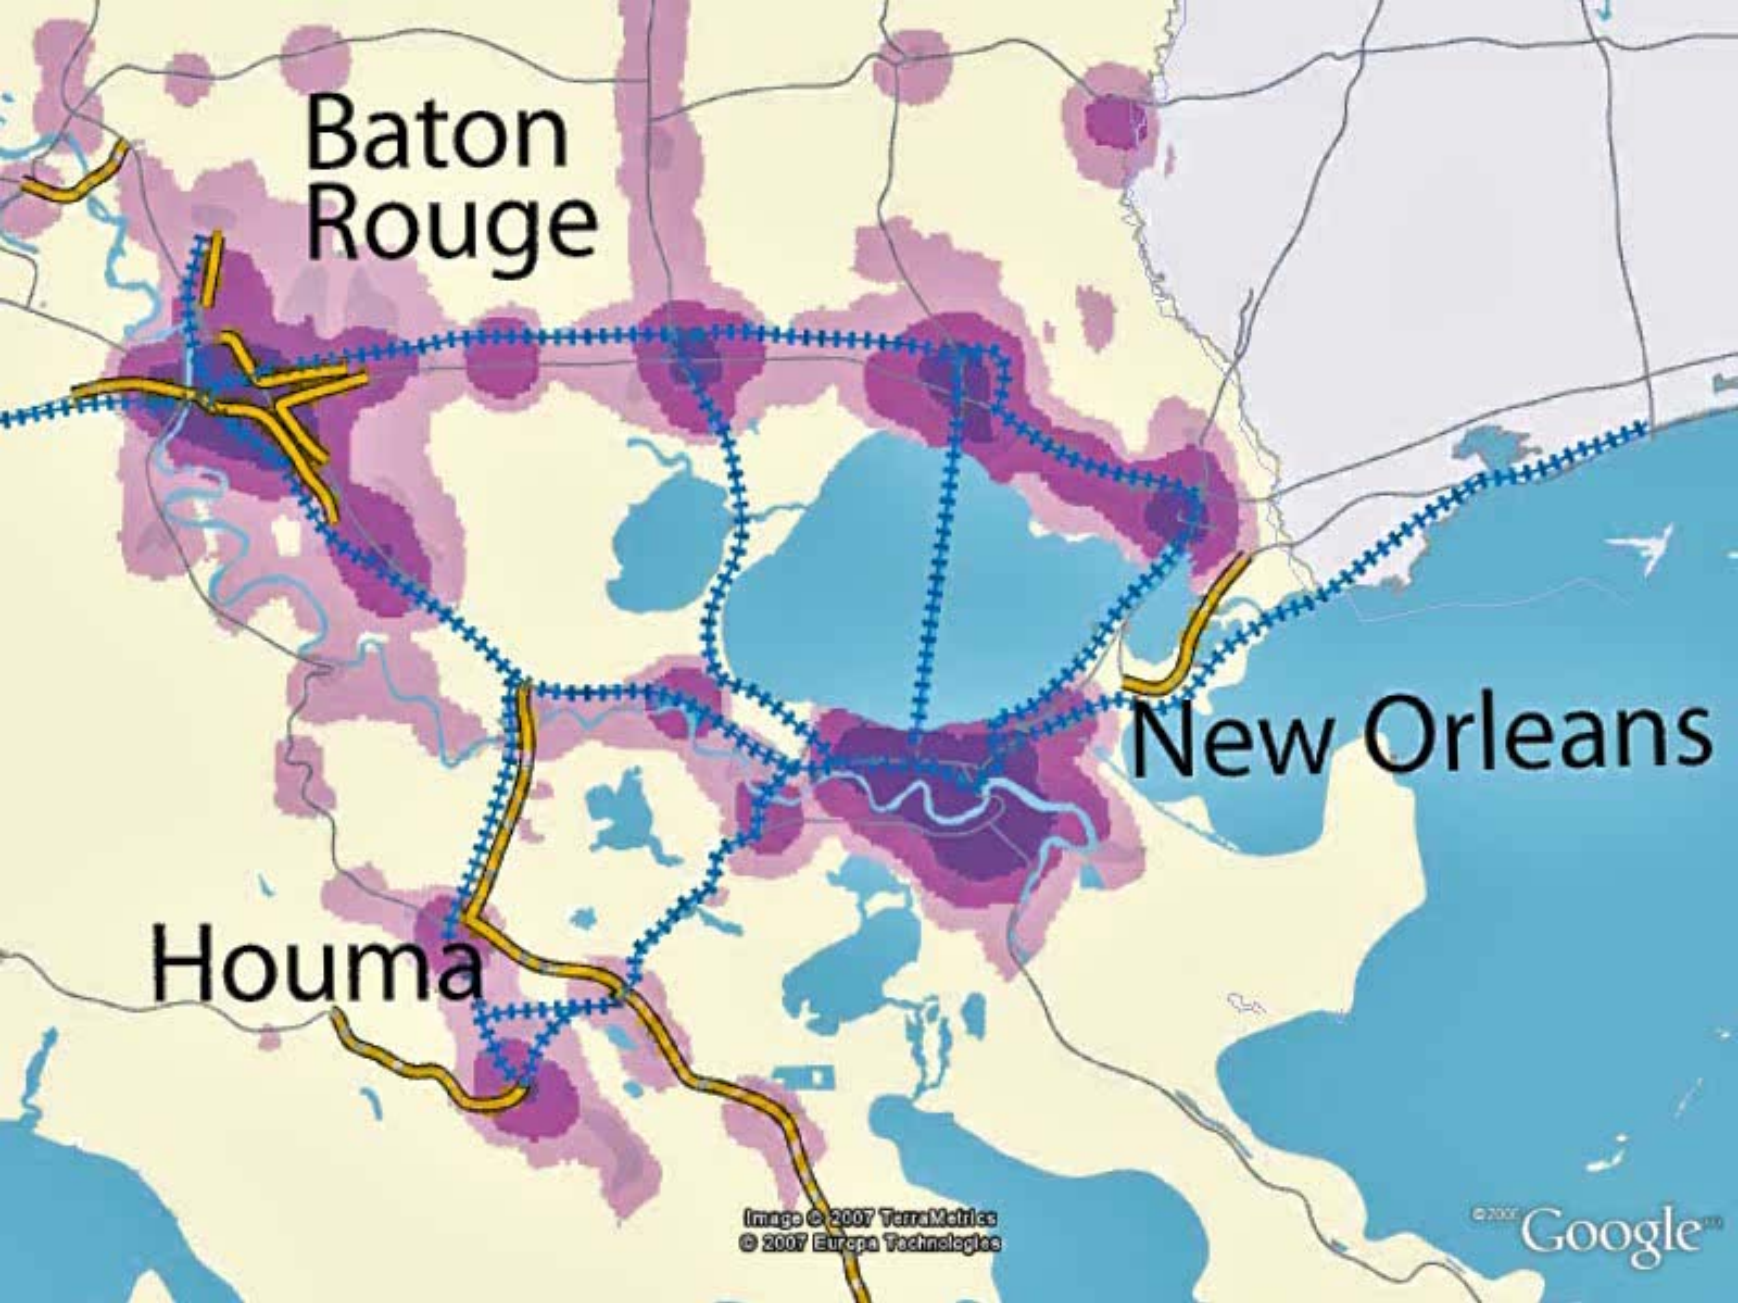 Baton
Rouge
New Orleans
Houma
Image © 2007 TerraMetrics
© 2007 Europa Technologies
Google